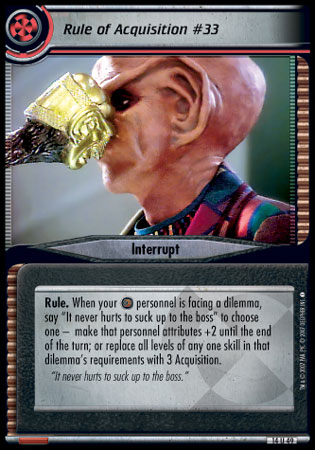 Rule of Acquisition #33
Interrupt
Rule. When your personnel is facing a dilemma,
say "It never hurts to suck up to the boss" to choose
one – make that personnel attributes +2 until the end
of the turn; or replace all levels of any one skill in that
dilemma's requirements with 3 Acquisition.
"It never hurts to suck up to the boss."
14 U 49